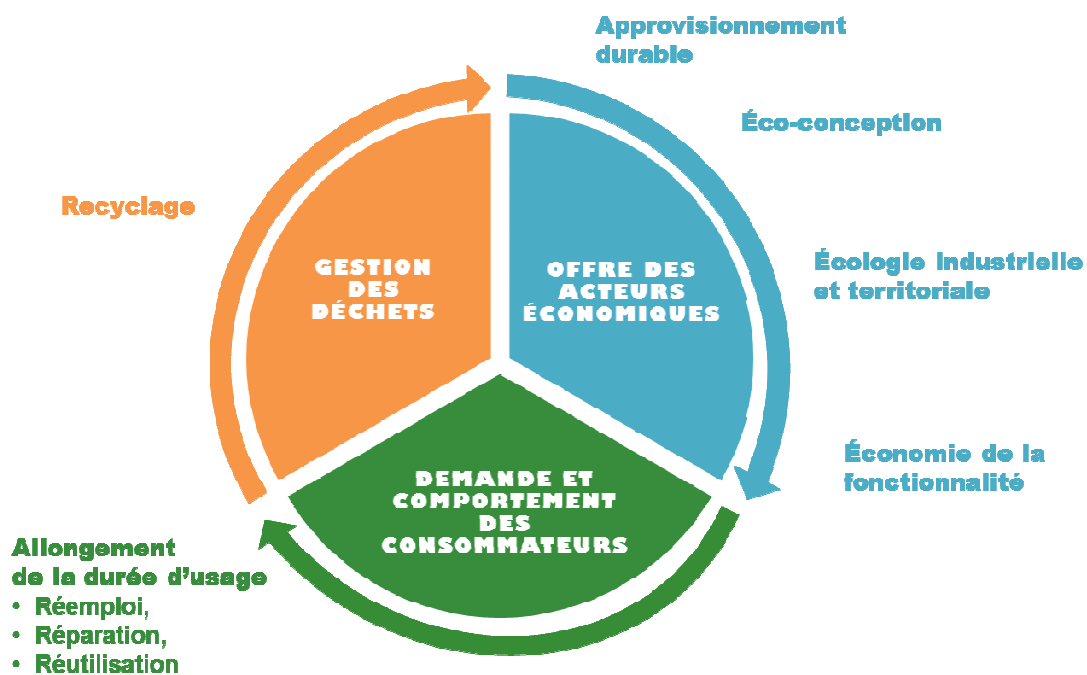 Approvisionnement
durable
Éco-conception
Recyclage
Écologie industrielle
et territoriale
GESTION
DES
DÉCHETS
OFFRE DES
ACTEURS
ÉCONOMIQUES
Économie de la
fonctionnalité
DEMANDE ET
COMPORTEMENT
DES
CONSOMMATEURS
Allongement
de la durée d'usage
• Réemploi,
• Réparation,
• Réutilisation